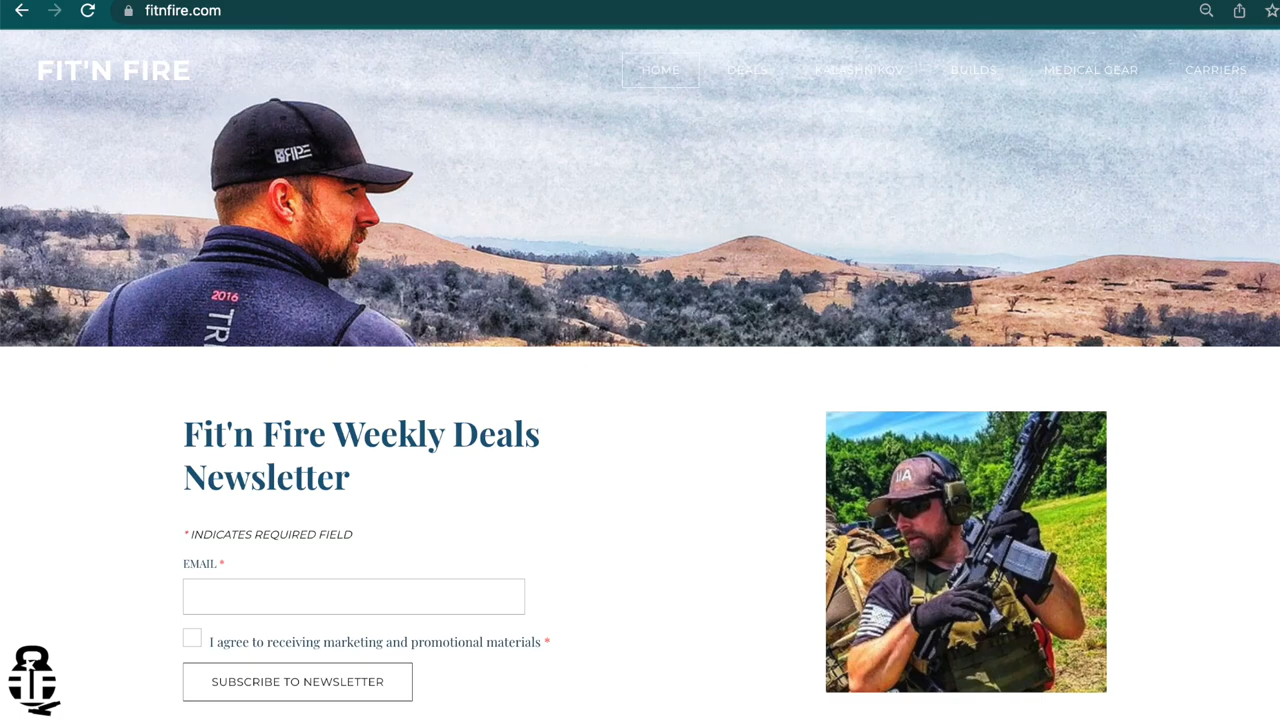 fitnfire.com
FIT'N FIRE
HOME DEALS KALASHNIKOV BUILDS MEDICAL GEAR CARRIERS
FIRE
2016
Fit'n Fire Weekly Deals
Newsletter
* INDICATES REQUIRED FIELD
EMAIL *
I agree to receiving marketing and promotional materials *
SUBSCRIBE TO NEWSLETTER